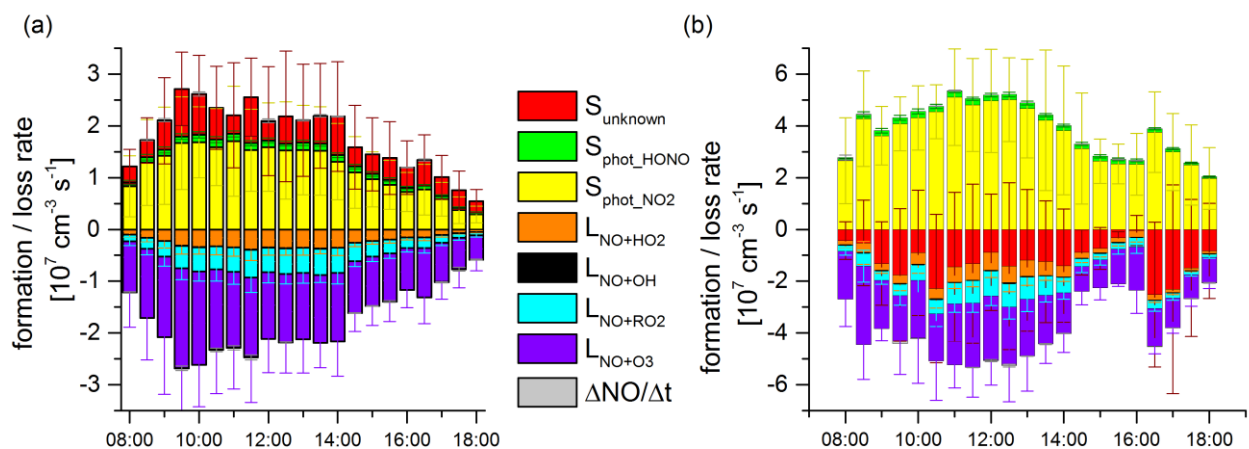 (a)
formation / loss rate
[10⁷ cm⁻³ s⁻¹]
3
2
1
0
-1
-2
-3
08:00 10:00 12:00 14:00 16:00 18:00
S_unknown
S_phot_HONO
S_phot_NO2
L_NO+HO2
L_NO+OH
L_NO+RO2
L_NO+O3
ΔNO/Δt
(b)
formation / loss rate
[10⁷ cm⁻³ s⁻¹]
6
4
2
0
-2
-4
-6
08:00 10:00 12:00 14:00 16:00 18:00